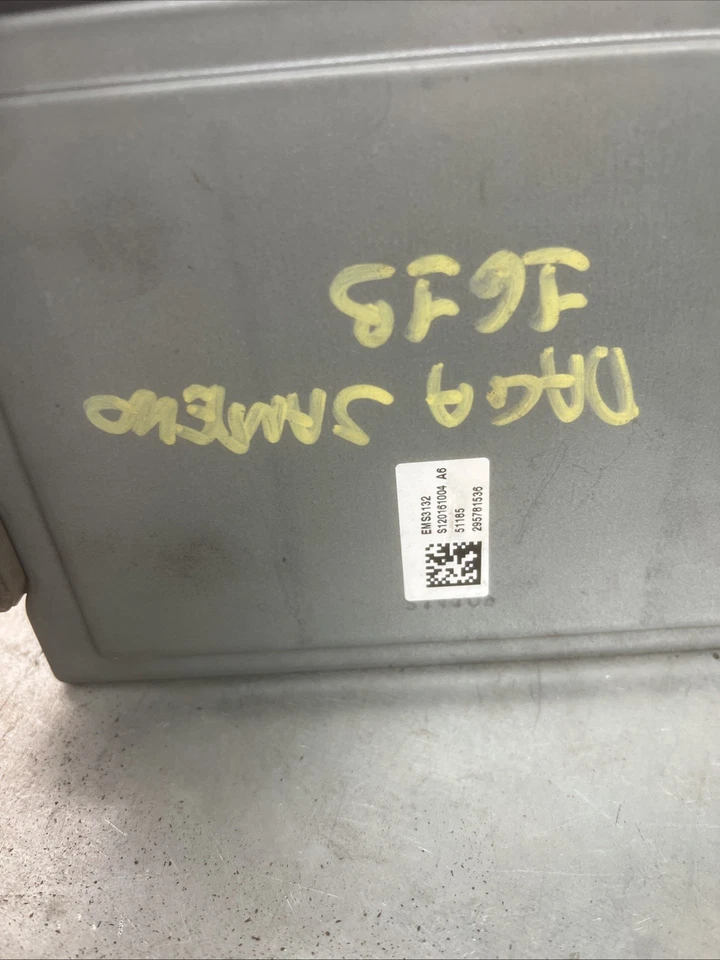 DACIA SANDERO
EMS3132
S120161004 A6
51185
295781536